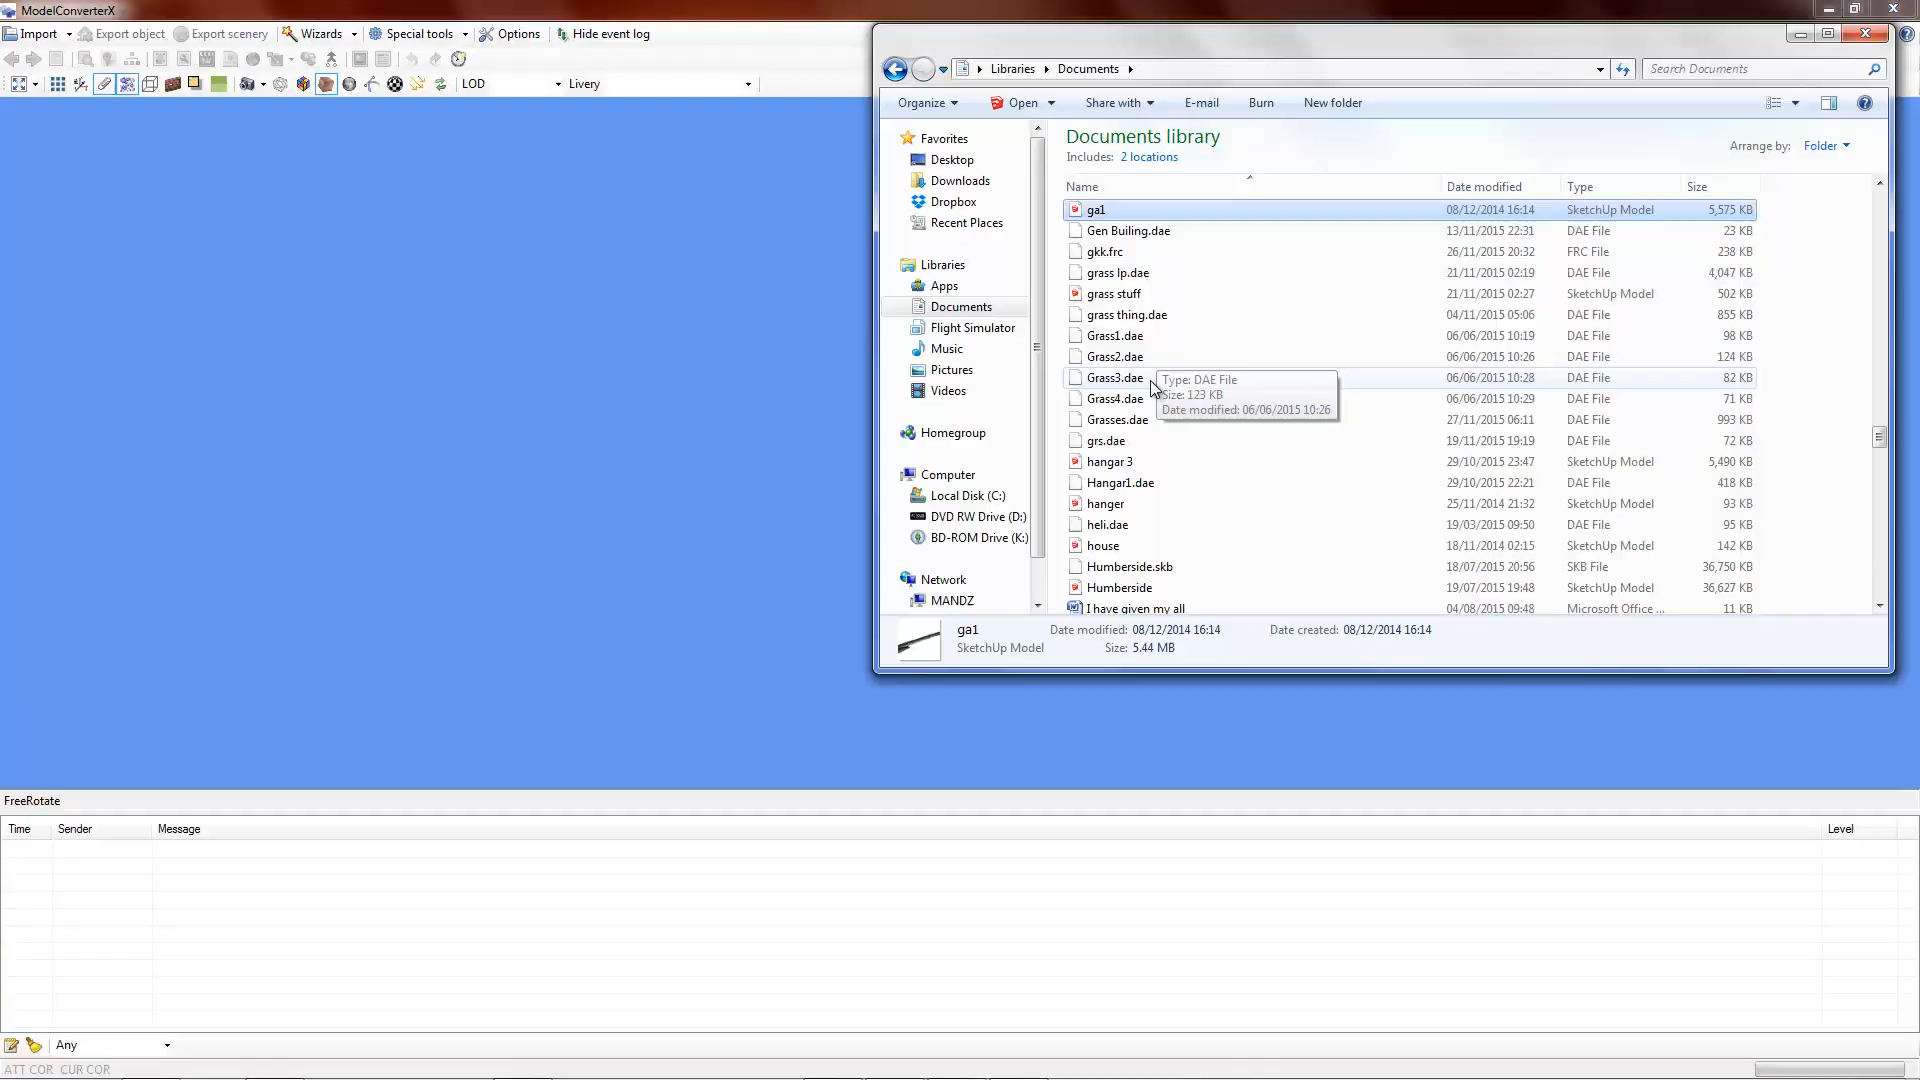 ModelConverterX
Import Export object Export scenery Wizards Special tools Options Hide event log
LOD Livery
Libraries Documents Search Documents
Organize Open Share with E-mail Burn New folder
Favorites
Desktop
Downloads
Dropbox
Recent Places
Libraries
Apps
Documents
Flight Simulator
Music
Pictures
Videos
Homegroup
Computer
Local Disk (C:)
DVD RW Drive (D:)
BD-ROM Drive (K:)
Network
MANDZ
Documents library
Includes: 2 locations
Arrange by: Folder
Name Date modified Type Size
ga1 08/12/2014 16:14 SketchUp Model 5,575 KB
Gen Builing.dae 13/11/2015 22:31 DAE File 23 KB
gkk.frc 26/11/2015 20:32 FRC File 238 KB
grass lp.dae 21/11/2015 02:19 DAE File 4,047 KB
grass stuff 21/11/2015 02:27 SketchUp Model 502 KB
grass thing.dae 04/11/2015 05:06 DAE File 855 KB
Grass1.dae 06/06/2015 10:19 DAE File 98 KB
Grass2.dae 06/06/2015 10:26 DAE File 124 KB
Grass3.dae 06/06/2015 10:28 DAE File 82 KB
Grass4.dae 06/06/2015 10:29 DAE File 71 KB
Grasses.dae 27/11/2015 06:11 DAE File 993 KB
grs.dae 19/11/2015 19:19 DAE File 72 KB
hangar 3 29/10/2015 23:47 SketchUp Model 5,490 KB
Hangar1.dae 29/10/2015 22:21 DAE File 418 KB
hanger 25/11/2014 21:32 SketchUp Model 93 KB
heli.dae 19/03/2015 09:50 DAE File 95 KB
house 18/11/2014 02:15 SketchUp Model 142 KB
Humberside.skb 18/07/2015 20:56 SKB File 36,750 KB
Humberside 19/07/2015 19:48 SketchUp Model 36,627 KB
I have given my all 04/08/2015 09:48 Microsoft Office ... 11 KB
Type: DAE File
Size: 123 KB
Date modified: 06/06/2015 10:26
ga1 Date modified: 08/12/2014 16:14 Date created: 08/12/2014 16:14
SketchUp Model Size: 5.44 MB
FreeRotate
Time Sender Message Level
Any
ATT COR CUR COR